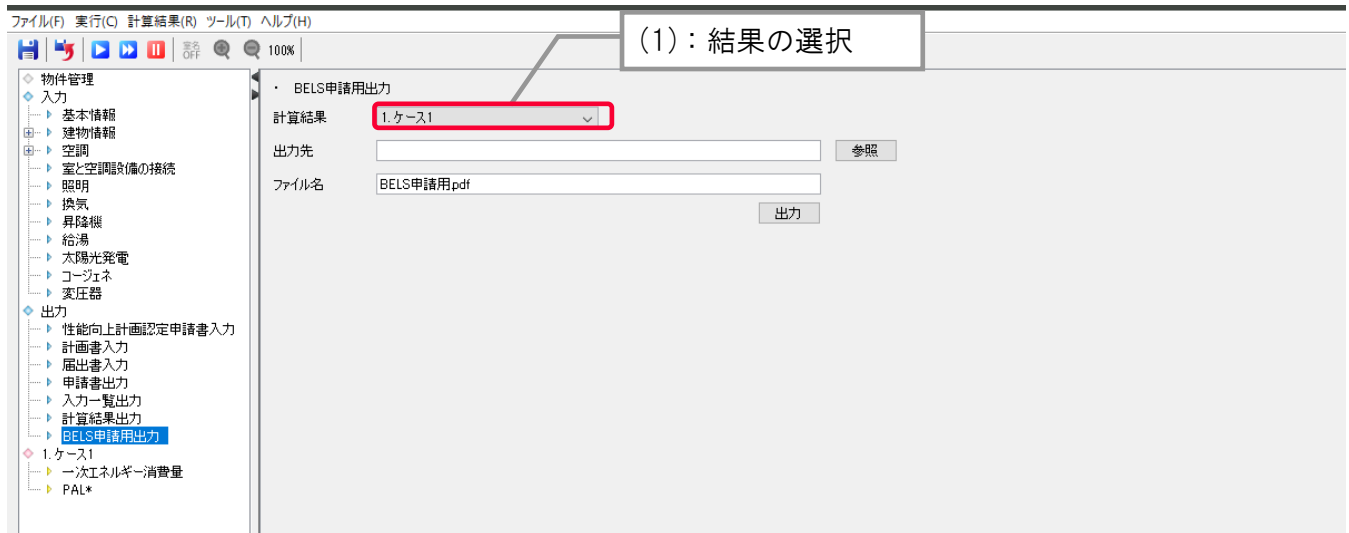 ファイル(F) 実行(C) 計算結果(R) ツール(T) ヘルプ(H)
(1)：結果の選択
室名 OFF 100%
物件管理
入力
基本情報
建物情報
空調
室と空調設備の接続
照明
換気
昇降機
給湯
太陽光発電
コージェネ
変圧器
出力
性能向上計画認定申請書入力
計画書入力
届出書入力
申請書出力
入力一覧出力
計算結果出力
BELS申請用出力
1.ケース1
一次エネルギー消費量
PAL*
・ BELS申請用出力
計算結果 1.ケース1
出力先 参照
ファイル名 BELS申請用.pdf
出力